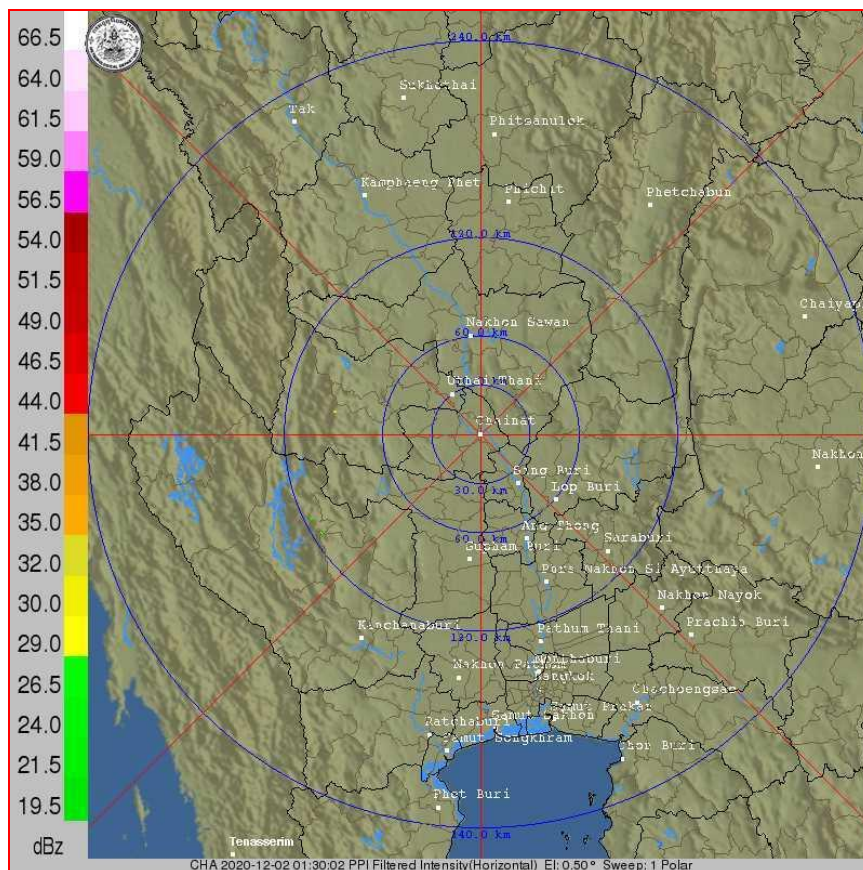 66.5
64.0
61.5
59.0
56.5
54.0
51.5
49.0
46.5
44.0
41.5
38.0
35.0
32.0
30.0
29.0
26.5
24.0
21.5
19.5
dBz
240.0 km
Sukhothai
Tak
Phitsanulok
Kamphaeng Phet
Phichit
Phetchabun
120.0 km
Chaiyap
Nakhon Sawan
60.0 km
Uthai Thani
Chainat
Nakhon
Sing Buri
30.0 km
Lop Buri
Ang Thong
60.0 km
Suphan Buri
Saraburi
Pora Nakhon Si Ayutthaya
Nakhon Nayok
Kanchanaburi
120.0 km
Pathum Thani
Prachin Buri
Nonthaburi
Nakhon Pathom
Bangkok
Chachoengsao
Samut Prakan
Samut Sakhon
Ratchaburi
Samut Songkhram
Chon Buri
Phet Buri
240.0 km
Tenasserim
CHA 2020-12-02 01:30:02 PPI Filtered Intensity(Horizontal) El: 0.50° Sweep: 1 Polar